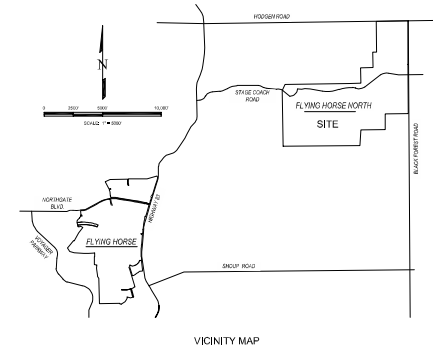 HODGEN ROAD
N
STAGE COACH
ROAD
FLYING HORSE NORTH
SITE
BLACK FOREST ROAD
0 2500' 5000' 10,000'
SCALE: 1" = 5000'
NORTHGATE
BLVD.
HIGHWAY 83
FLYING HORSE
VOYAGER
PARKWAY
SHOUP ROAD
VICINITY MAP